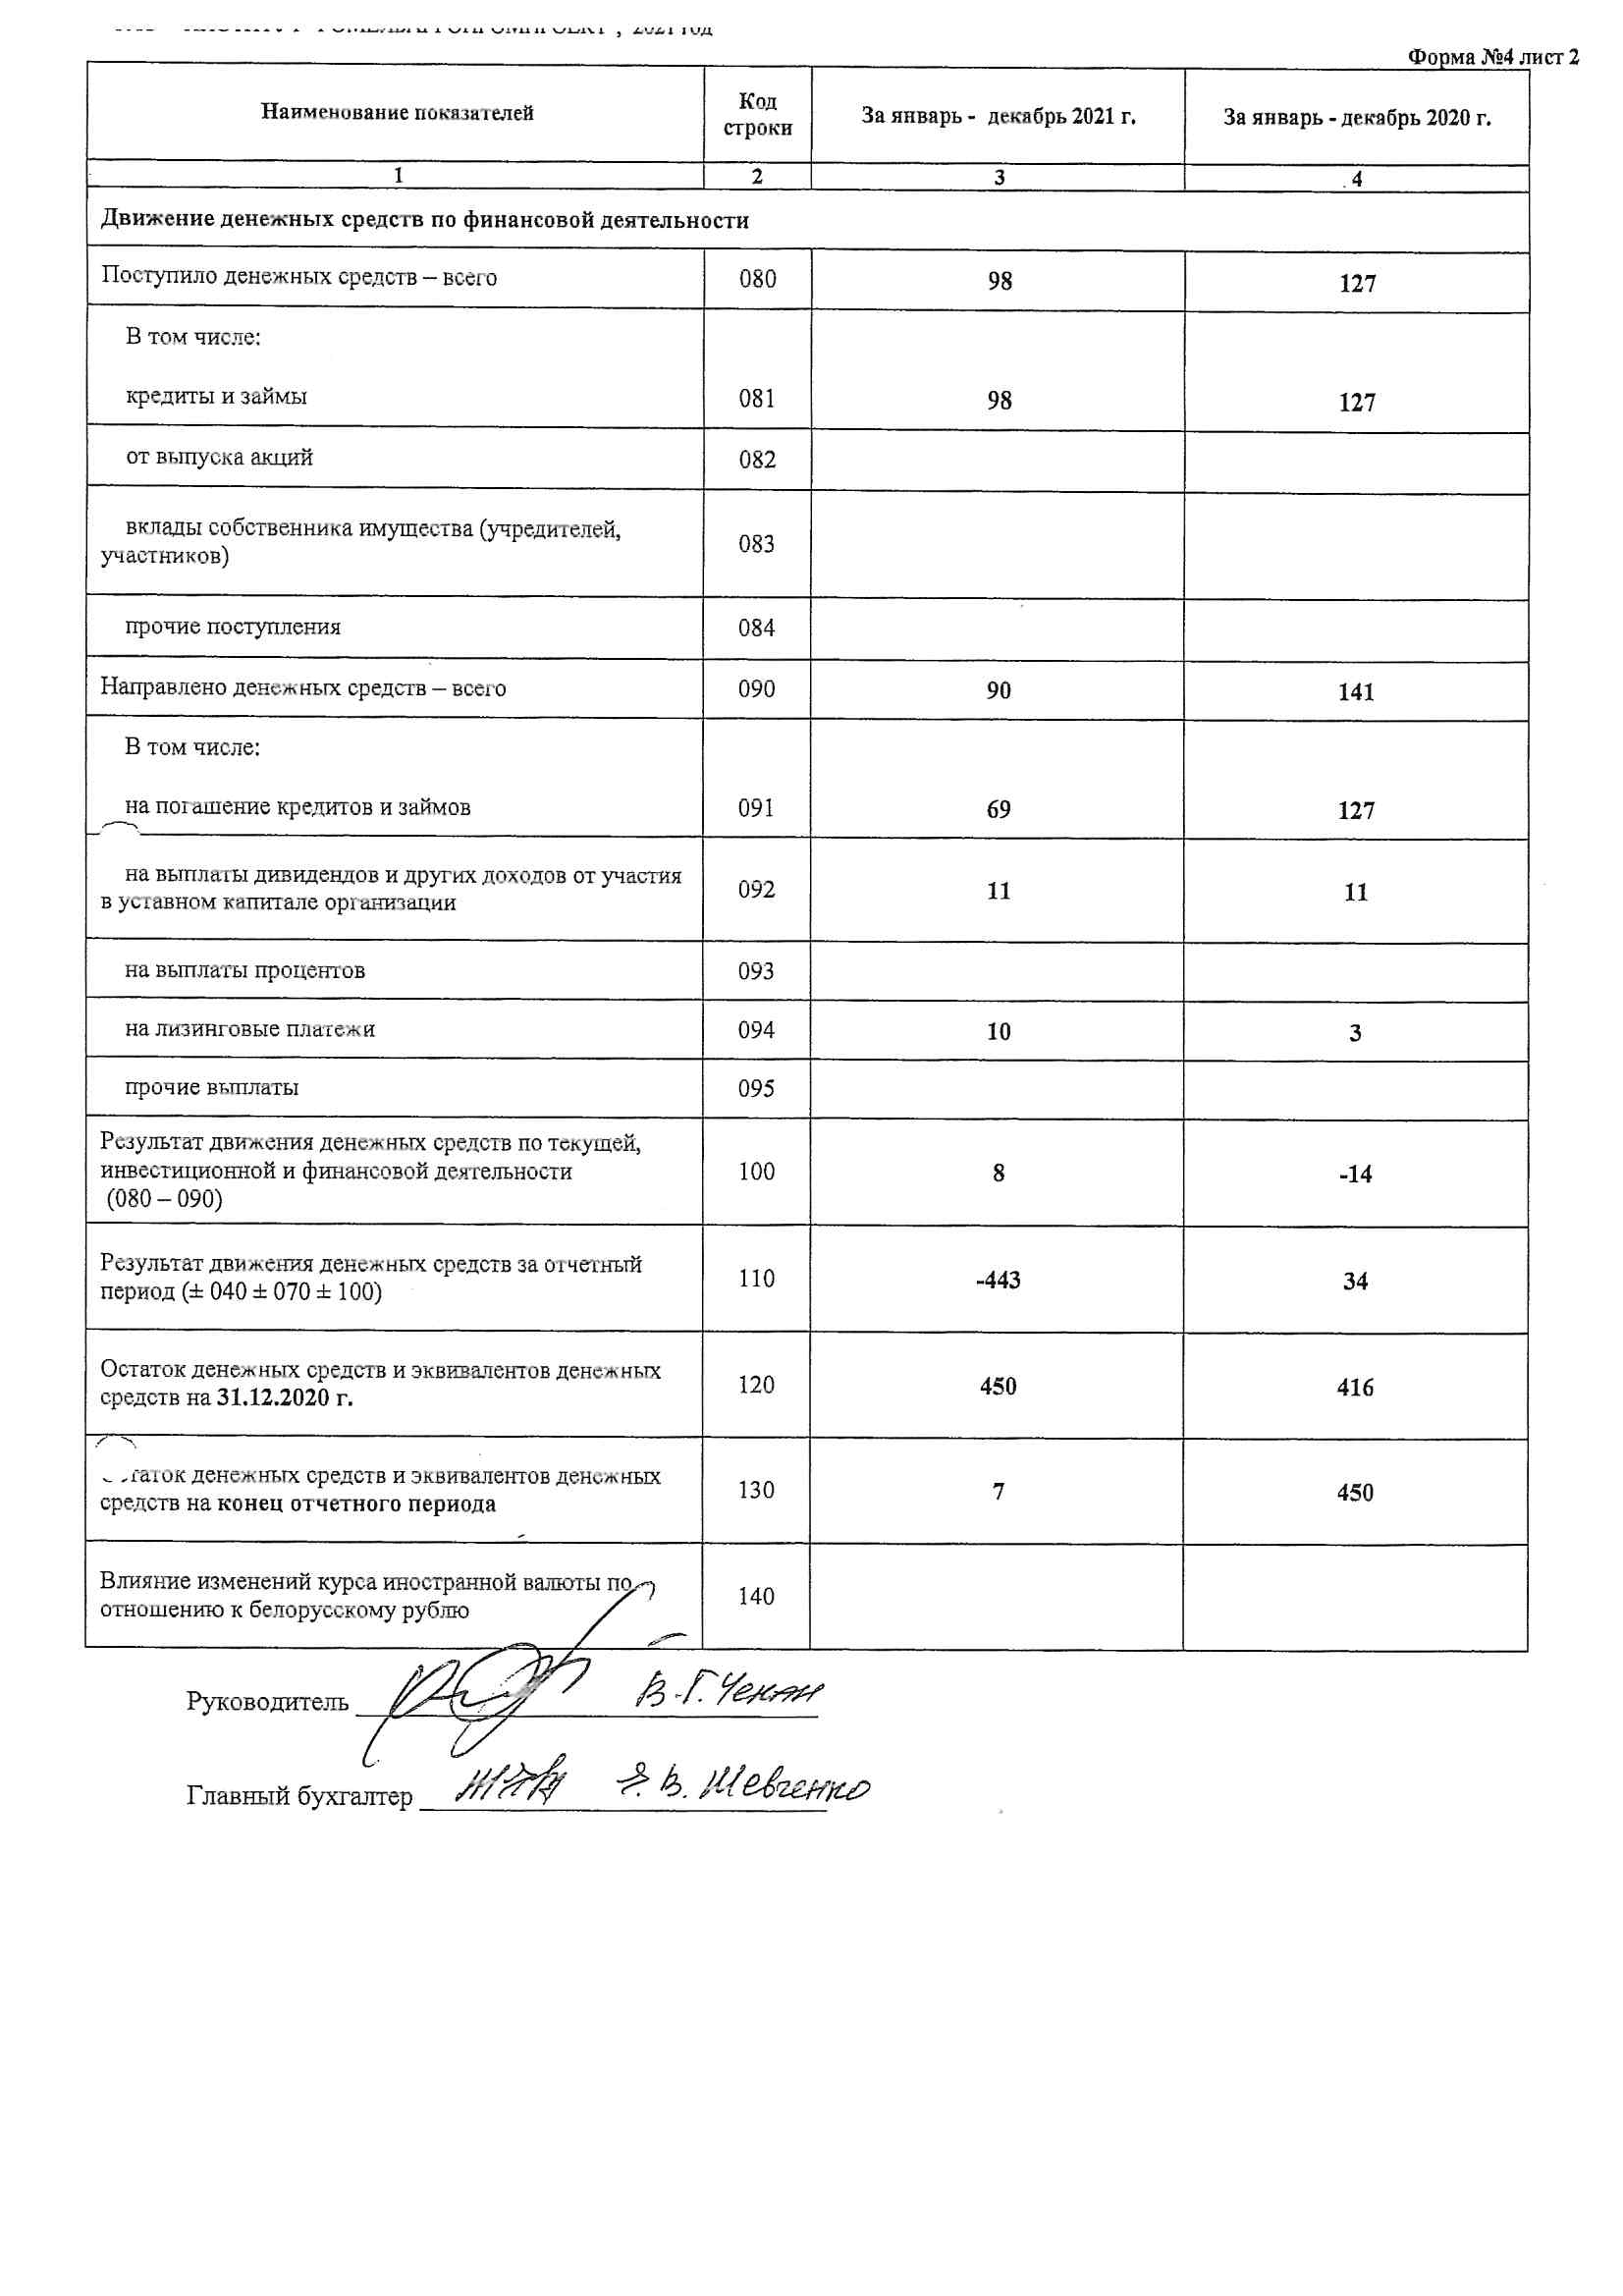 2021 год
Форма №4 лист 2
Наименование показателей
Код
строки
За январь - декабрь 2021 г.
За январь - декабрь 2020 г.
1 2 3 4
Движение денежных средств по финансовой деятельности
Поступило денежных средств – всего 080 98 127
В том числе:
кредиты и займы 081 98 127
от выпуска акций 082
вклады собственника имущества (учредителей,
участников) 083
прочие поступления 084
Направлено денежных средств – всего 090 90 141
В том числе:
на погашение кредитов и займов 091 69 127
на выплаты дивидендов и других доходов от участия
в уставном капитале организации 092 11 11
на выплаты процентов 093
на лизинговые платежи 094 10 3
прочие выплаты 095
Результат движения денежных средств по текущей,
инвестиционной и финансовой деятельности 100 8 -14
(080 – 090)
Результат движения денежных средств за отчетный
период (± 040 ± 070 ± 100) 110 -443 34
Остаток денежных средств и эквивалентов денежных
средств на 31.12.2020 г. 120 450 416
денежных средств и эквивалентов денежных
средств на конец отчетного периода 130 7 450
Влияние изменений курса иностранной валюты по
отношению к белорусскому рублю 140
Руководитель В.Г. Чекан
Главный бухгалтер В. Шевченко